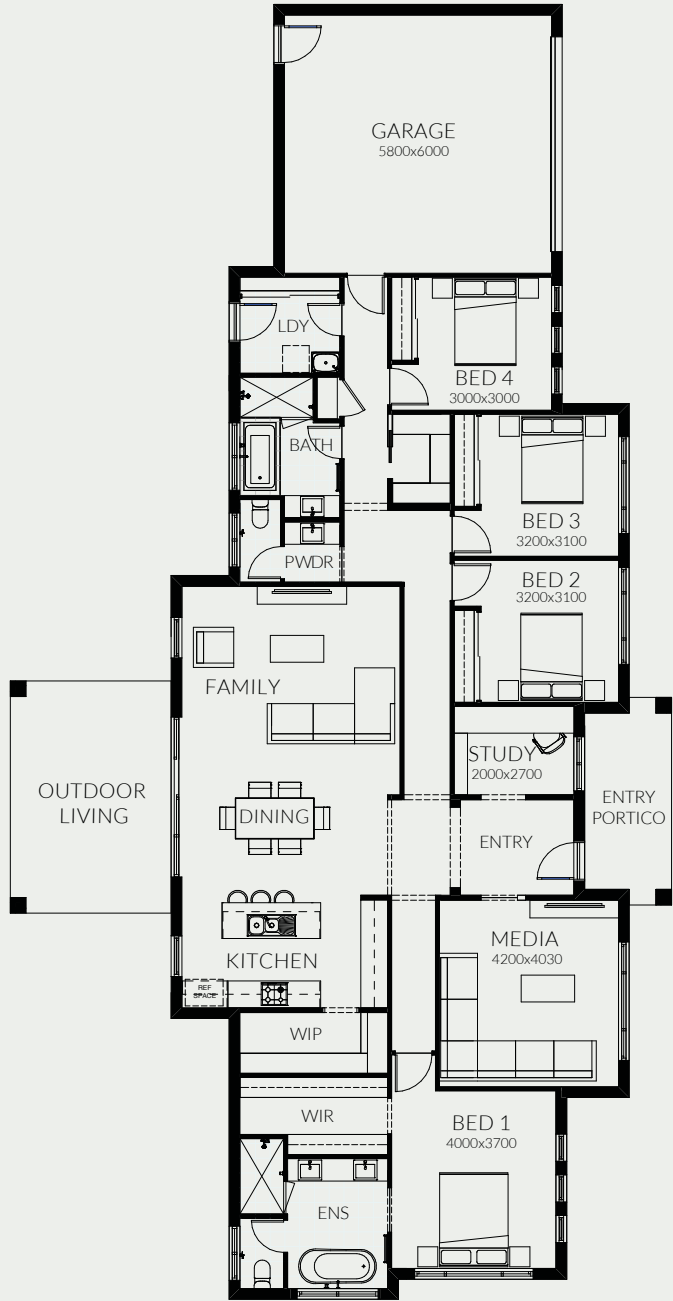 GARAGE
5800x6000
LDY
BED 4
3000x3000
BATH
BED 3
3200x3100
PWDR
BED 2
3200x3100
FAMILY
STUDY
2000x2700
OUTDOOR
LIVING
DINING
ENTRY
PORTICO
ENTRY
MEDIA
4200x4030
KITCHEN
REF
SPACE
WIP
WIR
BED 1
4000x3700
ENS